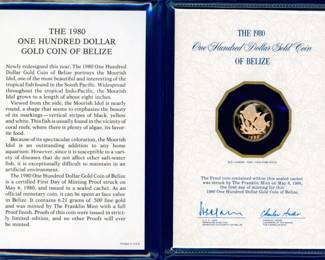 THE 1980
ONE HUNDRED DOLLAR
GOLD COIN OF BELIZE
Newly redesigned this year. The 1980 One Hundred
Dollar Gold Coin of Belize portrays the Moorish
Idol, one of the most beautiful and interesting of the
tropical fish found in the South Pacific. Widespread
throughout the tropical Indo-Pacific, the Moorish
Idol grows to a length of about eight inches.
Viewed from the side, the Moorish Idol is nearly
round, a shape that seems to emphasize the beauty
of its markings—vertical stripes of black, yellow
and white. This fish is usually found in the vicinity of
coral reefs, where there is plenty of algae, its favor-
ite food.
Because of its spectacular coloration, the Moorish
Idol is an outstanding addition to any home
aquarium. However, since it is susceptible to a vari-
ety of diseases that do not affect other salt-water
fish, it is exceptionally difficult to maintain in an
artificial environment.
The 1980 One Hundred Dollar Gold Coin of Belize
is a certified First Day of Minting Proof struck on
May 6, 1980, and issued in a sealed cachet. As an
official monetary coin, it can be spent at face value
in Belize. It contains 6.21 grams of .500 fine gold
and was minted by the Franklin Mint with a full
Proof finish. Proofs of this coin were issued in strict-
limited edition, and no other Proofs will ever be
minted.
THE 1980
One Hundred Dollar Gold Coin
OF BELIZE
The Proof coin contained within this sealed cachet
was struck by The Franklin Mint on May 6, 1980,
the first day of minting for this
1980 One Hundred Dollar Gold Coin of Belize.